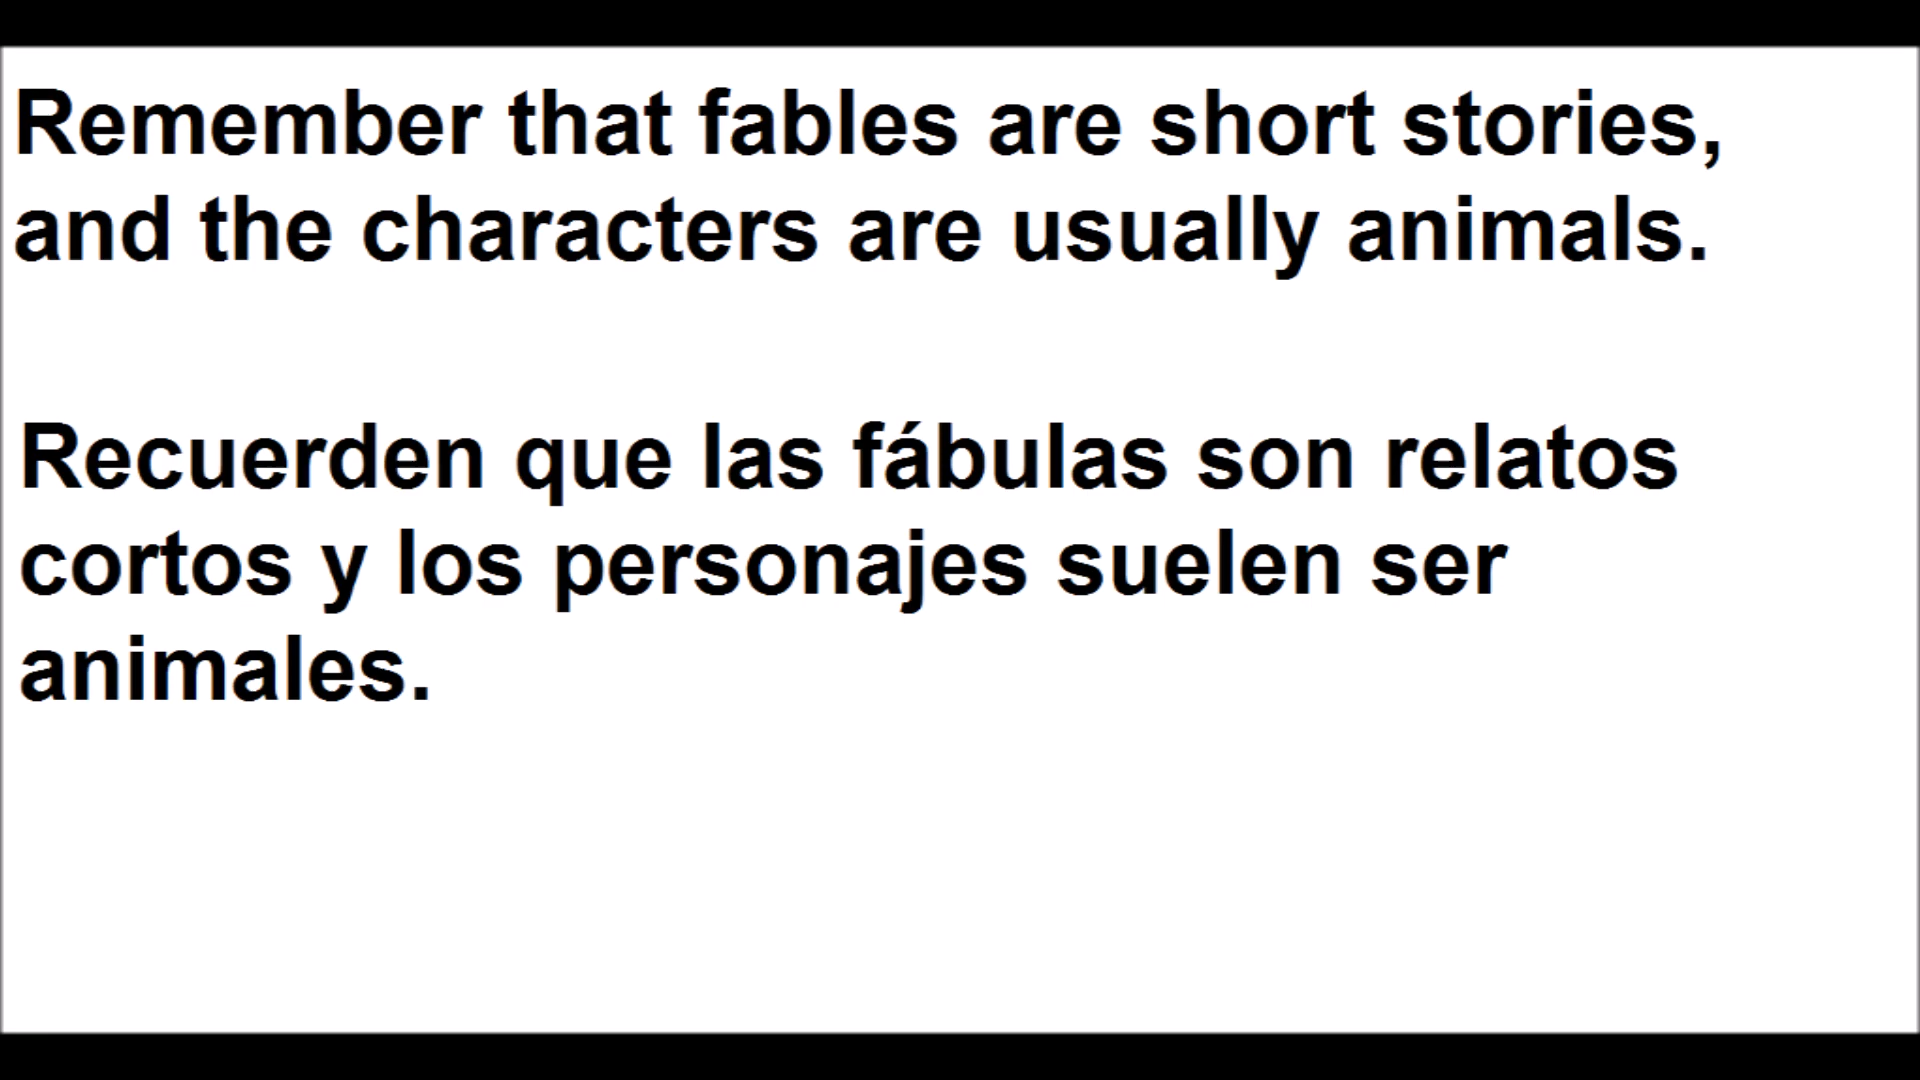 Remember that fables are short stories,
and the characters are usually animals.
Recuerden que las fábulas son relatos
cortos y los personajes suelen ser
animales.